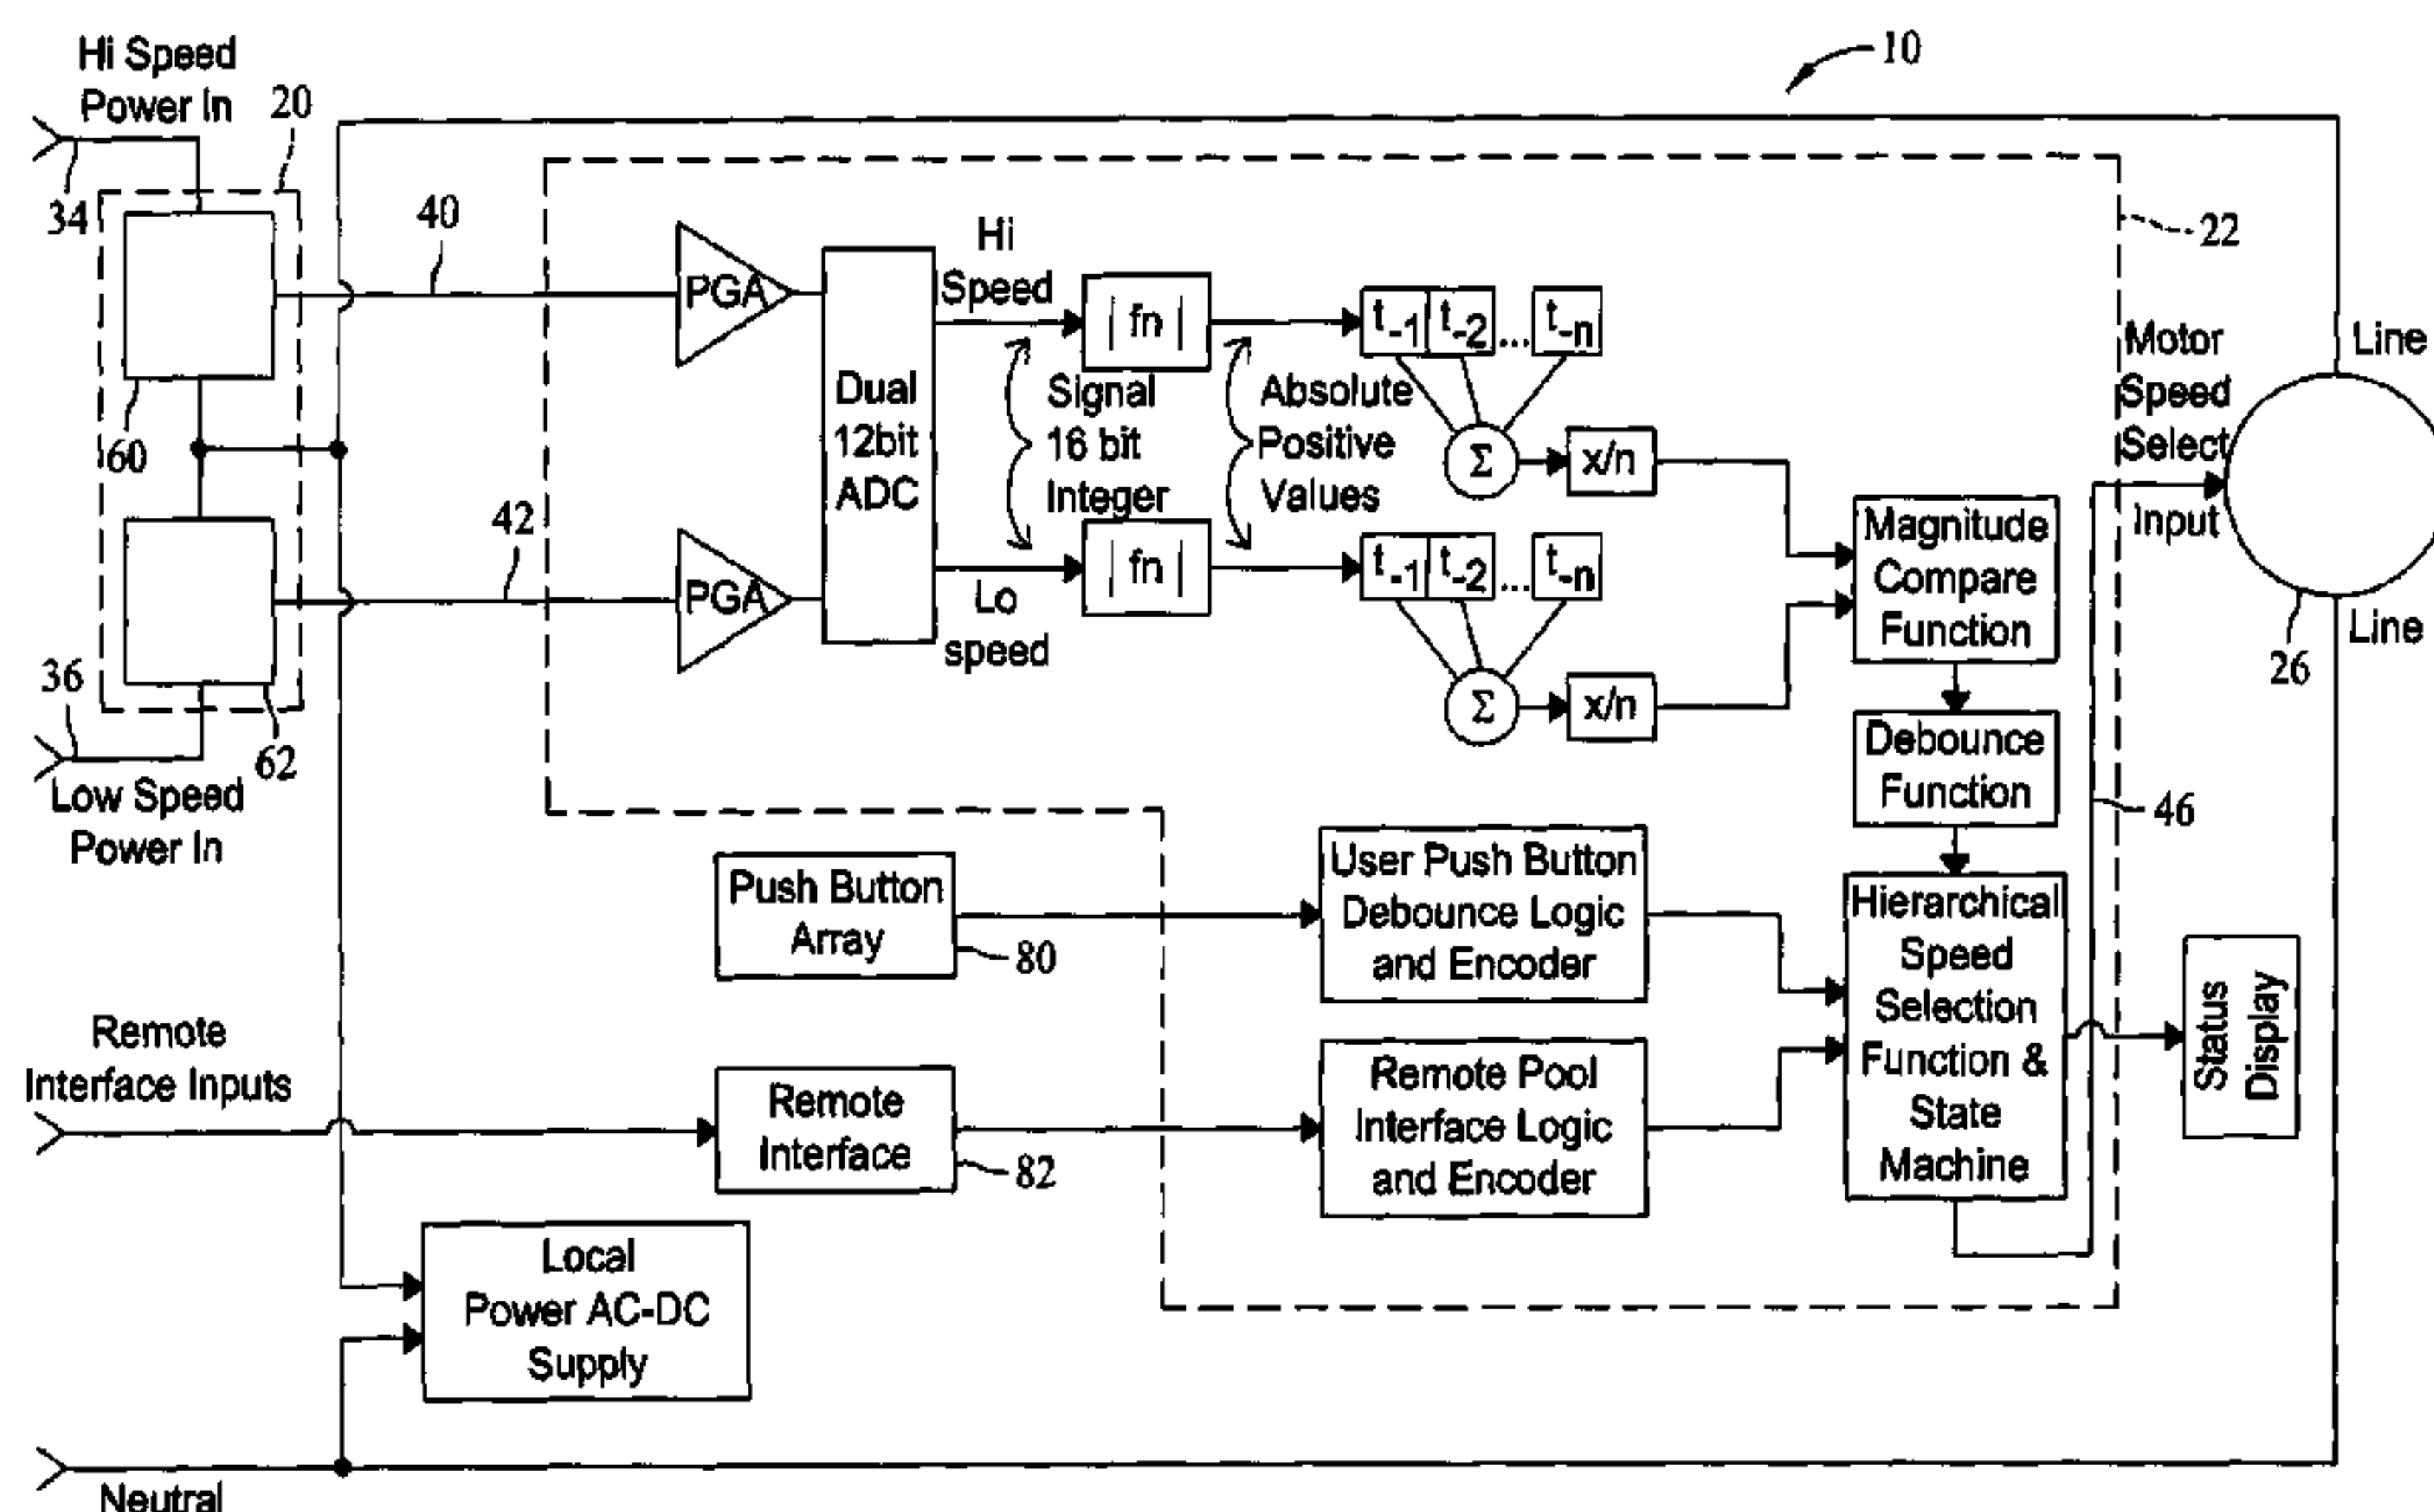 Hi Speed
Power In
20
10
34
40
22
60
42
36
62
Low Speed
Power In
PGA
PGA
Dual
12bit
ADC
Hi
Speed
Lo
speed
| fn |
| fn |
Signal
16 bit
Integer
Absolute
Positive
Values
t-1 t-2 ... t-n
Σ
x/n
t-1 t-2 ... t-n
Σ
x/n
Magnitude
Compare
Function
Debounce
Function
Motor
Speed
Select
Input
Line
Line
26
46
Push Button
Array
80
User Push Button
Debounce Logic
and Encoder
Hierarchical
Speed
Selection
Function &
State
Machine
Status
Display
Remote
Interface Inputs
Remote
Interface
82
Remote Pool
Interface Logic
and Encoder
Local
Power AC-DC
Supply
Neutral